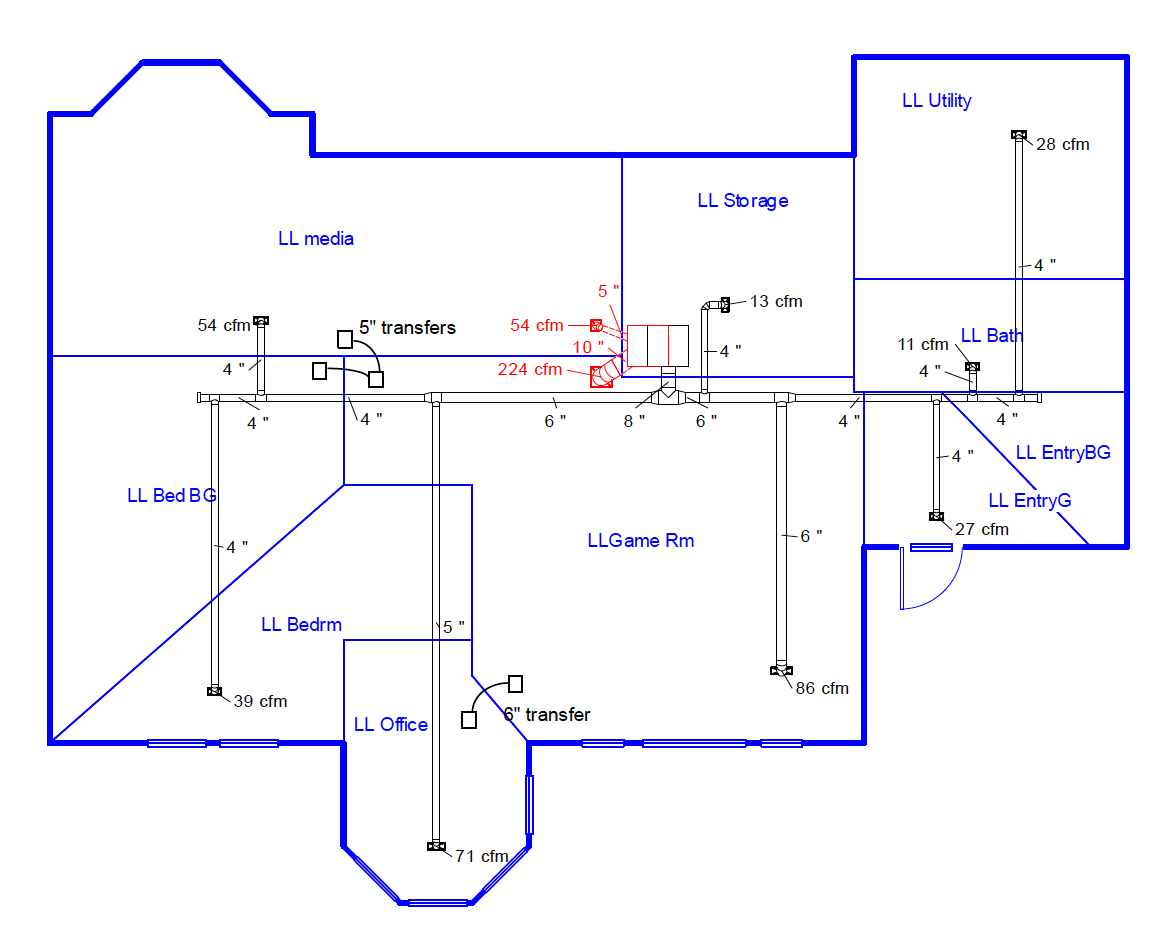 LL Utility
28 cfm
LL Storage
LL media
4 "
5 "
13 cfm
54 cfm
54 cfm
5" transfers
LL Bath
10 "
11 cfm
4 "
4 "
224 cfm
4 "
4 "
4 "
6 "
8 "
6 "
4 "
4 "
LL EntryBG
4 "
LL Bed BG
LL EntryG
27 cfm
6 "
LLGame Rm
4 "
LL Bedrm
5 "
86 cfm
39 cfm
6" transfer
LL Office
71 cfm